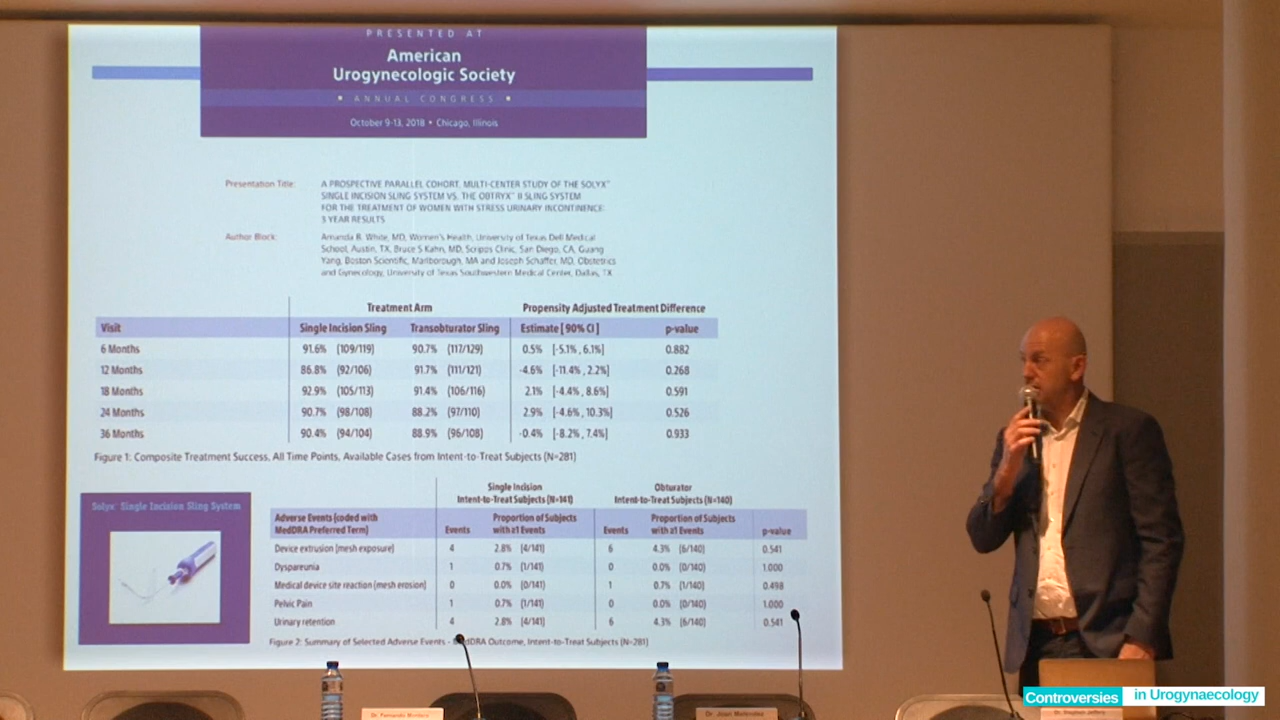 PRESENTED AT
American
Urogynecologic Society
ANNUAL CONGRESS
October 9-13, 2018 • Chicago, Illinois
Presentation Title: A PROSPECTIVE PARALLEL COHORT, MULTI-CENTER STUDY OF THE SOLYX™
SINGLE INCISION SLING SYSTEM VS. THE OBTRYX™ II SLING SYSTEM
FOR THE TREATMENT OF WOMEN WITH STRESS URINARY INCONTINENCE:
3 YEAR RESULTS
Author Block: Amanda B. White, MD, Women's Health, University of Texas Dell Medical
School, Austin, TX, Bruce S Kahn, MD, Scripps Clinic, San Diego, CA, Guang
Yang, Boston Scientific, Marlborough, MA and Joseph Schaffer, MD, Obstetrics
and Gynecology, University of Texas Southwestern Medical Center, Dallas, TX
Treatment Arm Propensity Adjusted Treatment Difference
Visit Single Incision Sling Transobturator Sling Estimate [90% CI] p-value
6 Months 91.6% (109/119) 90.7% (117/129) 0.5% [-5.1%, 6.1%] 0.882
12 Months 86.8% (92/106) 91.7% (111/121) -4.6% [-11.4%, 2.2%] 0.268
18 Months 92.9% (105/113) 91.4% (106/116) 2.1% [-4.4%, 8.6%] 0.591
24 Months 90.7% (98/108) 88.2% (97/110) 2.9% [-4.6%, 10.3%] 0.526
36 Months 90.4% (94/104) 88.9% (96/108) -0.4% [-8.2%, 7.4%] 0.933
Figure 1: Composite Treatment Success, All Time Points, Available Cases from Intent-to-Treat Subjects (N=281)
Solyx™ Single Incision Sling System
Single Incision
Intent-to-Treat Subjects (N=141)
Obturator
Intent-to-Treat Subjects (N=140)
Adverse Events (coded with
MedDRA Preferred Term) Events Proportion of Subjects
with ≥1 Events Events Proportion of Subjects
with ≥1 Events p-value
Device extrusion (mesh exposure) 4 2.8% (4/141) 6 4.3% (6/140) 0.541
Dyspareunia 1 0.7% (1/141) 0 0.0% (0/140) 1.000
Medical device site reaction (mesh erosion) 0 0.0% (0/141) 1 0.7% (1/140) 0.498
Pelvic Pain 1 0.7% (1/141) 0 0.0% (0/140) 1.000
Urinary retention 4 2.8% (4/141) 6 4.3% (6/140) 0.541
Figure 2: Summary of Selected Adverse Events - MedDRA Outcome, Intent-to-Treat Subjects (N=281)
Controversies in Urogynaecology
Dr. Fernando
Dr. Stephen Jeffery